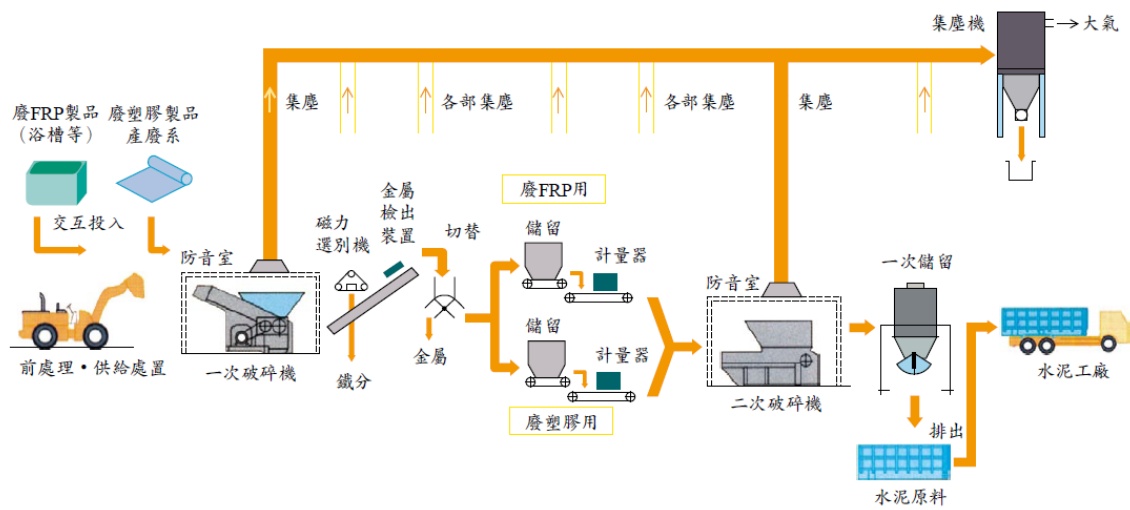 集塵機
大氣
集塵
各部集塵
各部集塵
集塵
廢FRP製品
（浴槽等）
廢塑膠製品
產廢系
交互投入
前處理・供給處置
防音室
一次破碎機
磁力
選別機
鐵分
金屬
檢出
裝置
切替
金屬
廢FRP用
儲留
計量器
儲留
計量器
廢塑膠用
防音室
二次破碎機
一次儲留
排出
水泥原料
水泥工廠